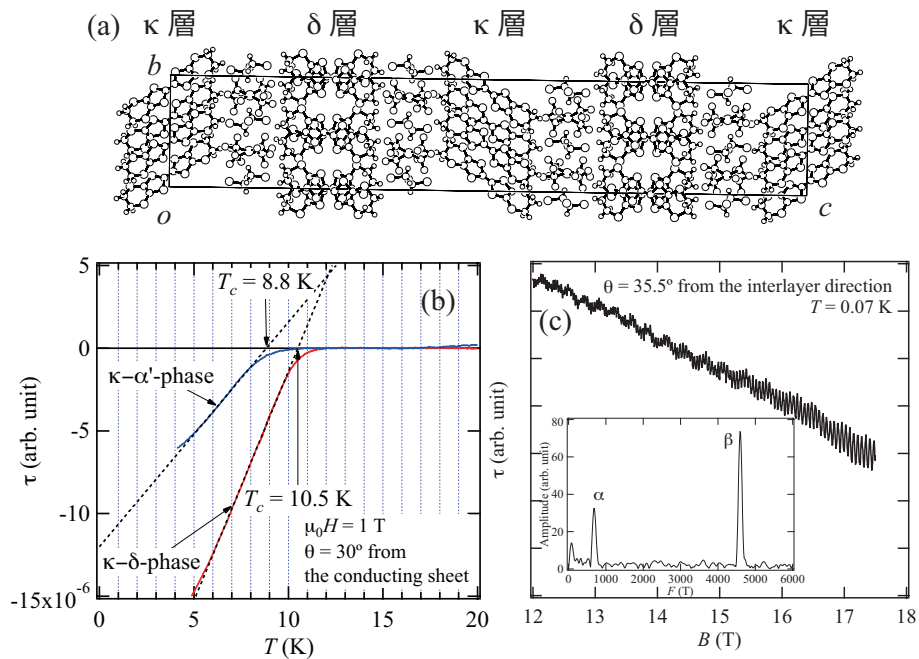 (a)
κ 層 δ 層 κ 層 δ 層 κ 層
b
o
c
(b)
5
0
-5
-10
-15x10⁻⁶
τ (arb. unit)
T_c = 8.8 K
κ−α'-phase
T_c = 10.5 K
κ−δ-phase
μ₀H = 1 T
θ = 30º from
the conducting sheet
0 5 10 15 20
T (K)
(c)
θ = 35.5º from the interlayer direction
T = 0.07 K
τ (arb. unit)
80
60
40
20
0
Amplitude (arb. unit)
α
β
0 1000 2000 3000 4000 5000 6000
F (T)
12 13 14 15 16 17 18
B (T)